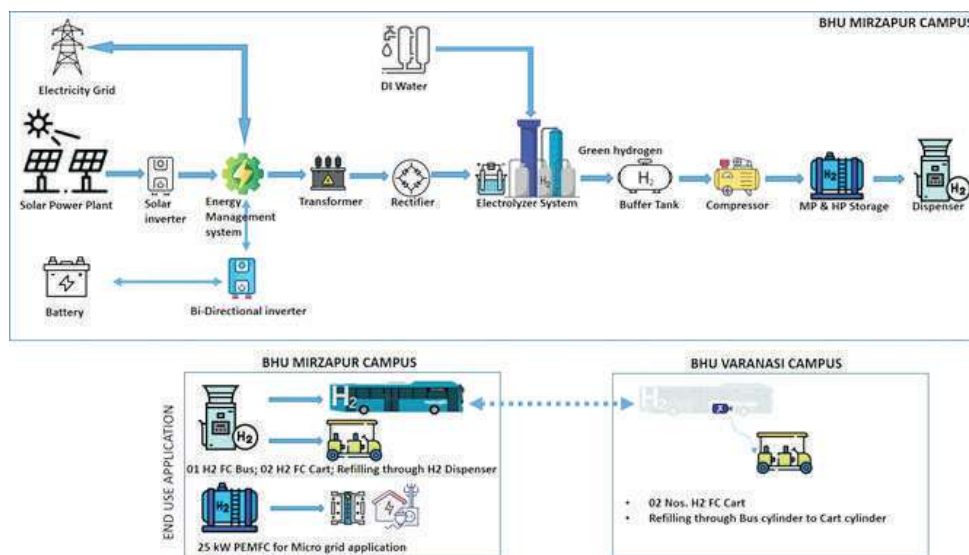 BHU MIRZAPUR CAMPUS
Electricity Grid
DI Water
Solar Power Plant
Solar
inverter
Energy
Management
system
Transformer
Rectifier
H2
Electrolyzer System
Green hydrogen
H2
Buffer Tank
Compressor
H2
MP & HP Storage
H2
Dispenser
Battery
Bi-Directional inverter
BHU MIRZAPUR CAMPUS
BHU VARANASI CAMPUS
END USE APPLICATION
H2
H2
01 H2 FC Bus; 02 H2 FC Cart; Refilling through H2 Dispenser
H2
25 kW PEMFC for Micro grid application
H2
• 02 Nos. H2 FC Cart
• Refilling through Bus cylinder to Cart cylinder